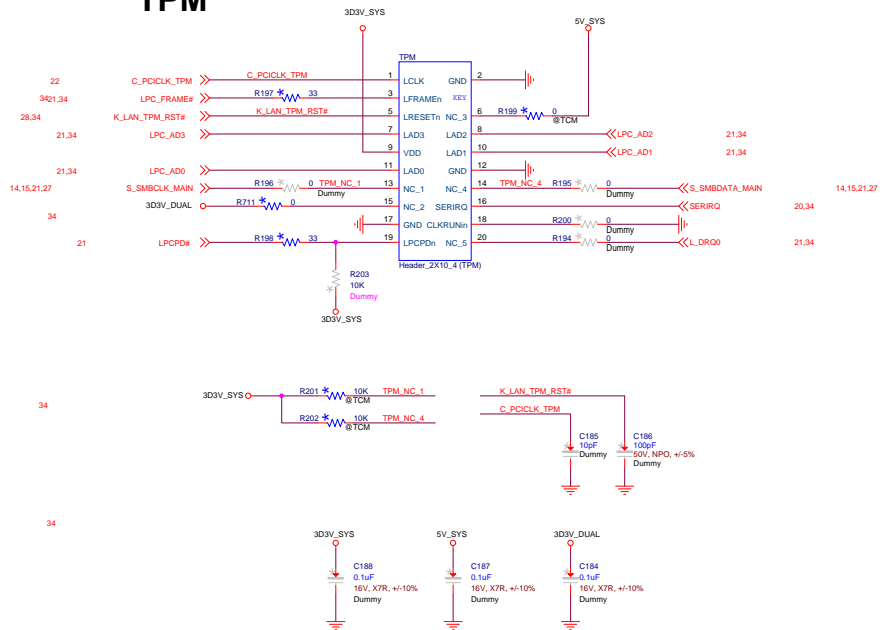 TPM
3D3V_SYS
5V_SYS
TPM
22 C_PCICLK_TPM C_PCICLK_TPM 1 LCLK GND 2
21,34 LPC_FRAME# R197 * 33 3 LFRAMEn KEY
28,34 K_LAN_TPM_RST# K_LAN_TPM_RST# 5 LRESETn NC_3 6 R199 * 0
@TCM
21,34 LPC_AD3 7 LAD3 LAD2 8 LPC_AD2 21,34
9 VDD LAD1 10 LPC_AD1 21,34
21,34 LPC_AD0 11 LAD0 GND 12
14,15,21,27 S_SMBCLK_MAIN R196 * 0 TPM_NC_1 13 NC_1 NC_4 14 TPM_NC_4 R195 * 0 S_SMBDATA_MAIN 14,15,21,27
Dummy Dummy
3D3V_DUAL R711 * 0 15 NC_2 SERIRQ 16 SERIRQ 20,34
34
17 GND CLKRUNin 18 R200 * 0
Dummy
21 LPCPD# R198 * 33 19 LPCPDn NC_5 20 R194 * 0 L_DRQ0 21,34
Dummy
Header_2X10_4 (TPM)
R203
10K
Dummy
*
3D3V_SYS
3D3V_SYS R201 * 10K TPM_NC_1 K_LAN_TPM_RST#
@TCM
34
R202 * 10K TPM_NC_4 C_PCICLK_TPM
@TCM
* C185
10pF
Dummy
* C186
100pF
50V, NPO, +/-5%
Dummy
34
3D3V_SYS 5V_SYS 3D3V_DUAL
* C188 * C187 * C184
0.1uF 0.1uF 0.1uF
16V, X7R, +/-10% 16V, X7R, +/-10% 16V, X7R, +/-10%
Dummy Dummy Dummy